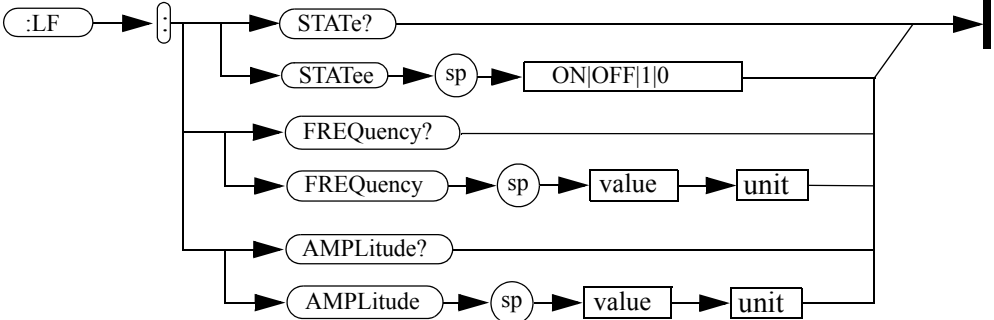 :LF : STATe?
STATee sp ON|OFF|1|0
FREQuency?
FREQuency sp value unit
AMPLitude?
AMPLitude sp value unit